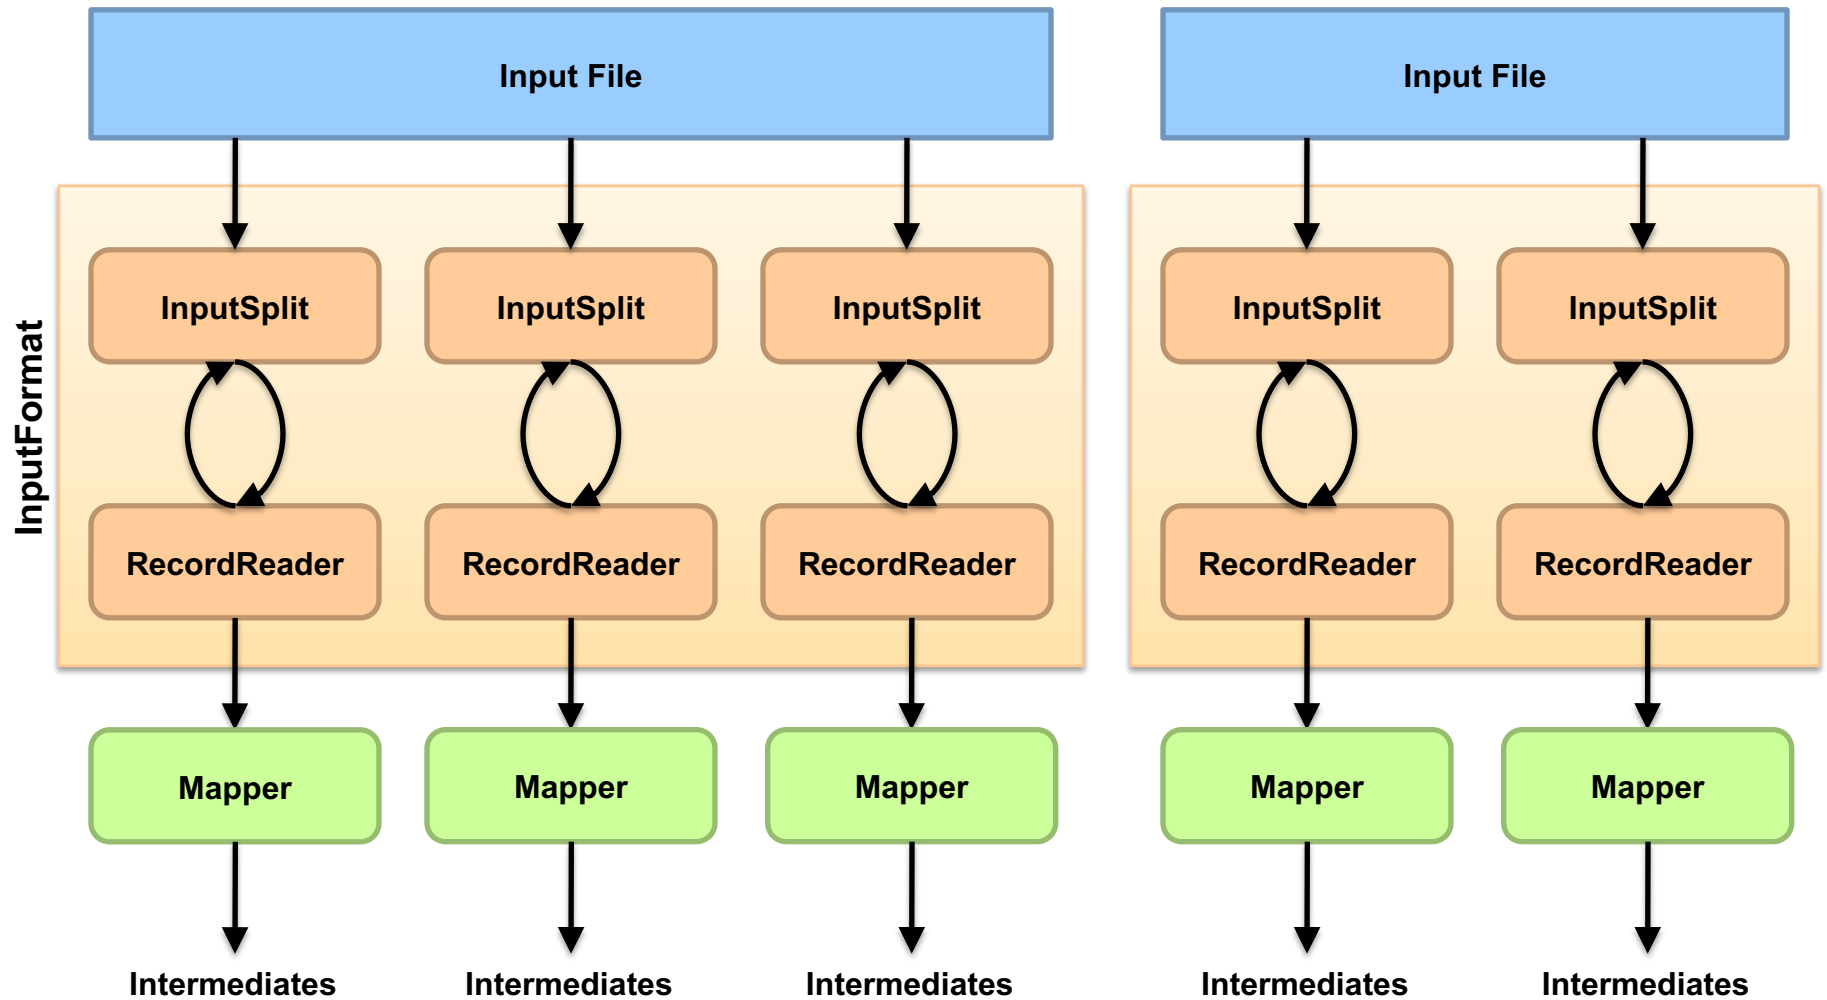 Input File
Input File
InputFormat
InputSplit
InputSplit
InputSplit
InputSplit
InputSplit
RecordReader
RecordReader
RecordReader
RecordReader
RecordReader
Mapper
Mapper
Mapper
Mapper
Mapper
Intermediates
Intermediates
Intermediates
Intermediates
Intermediates